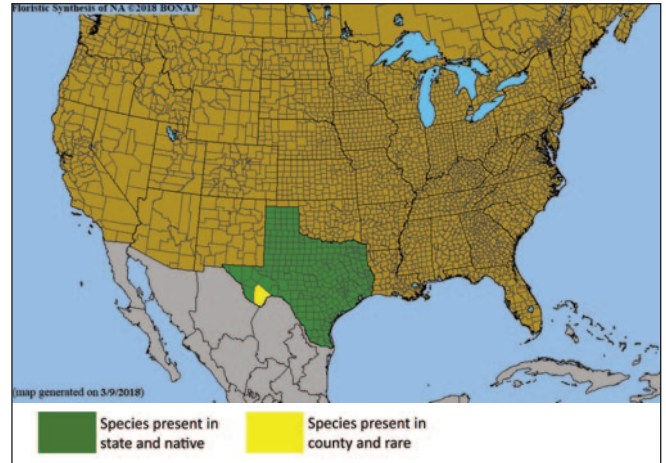 Floristic Synthesis of NA ©2018 BONAP
(map generated on 3/9/2018)
Species present in
state and native
Species present in
county and rare